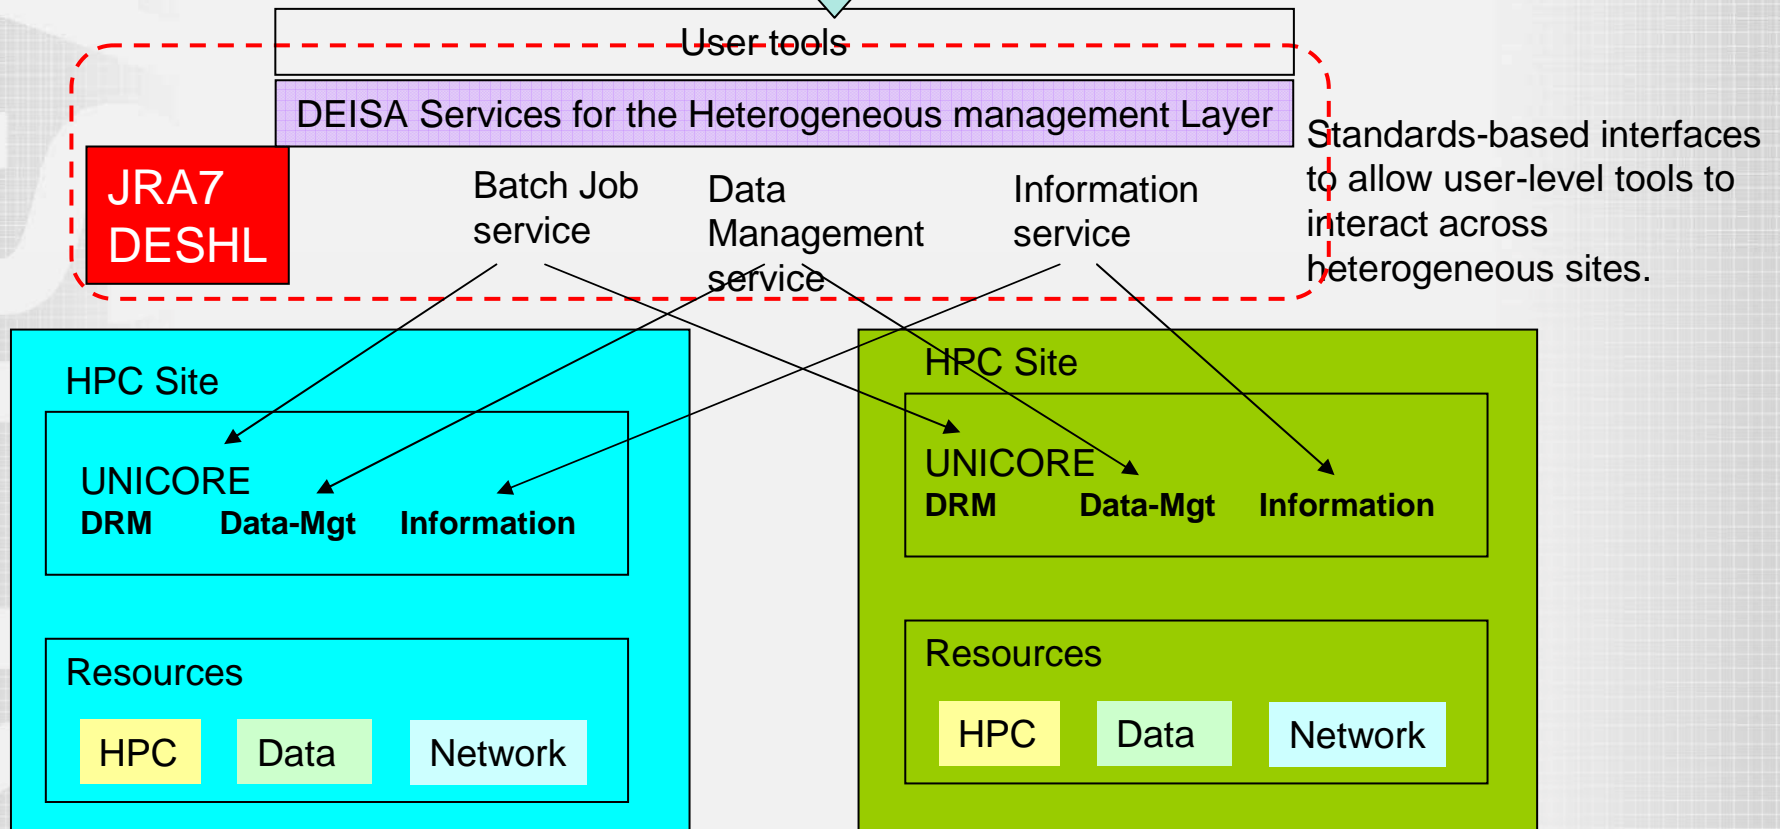 User tools
DEISA Services for the Heterogeneous management Layer
JRA7
DESHL
Batch Job
service
Data
Management
service
Information
service
Standards-based interfaces
to allow user-level tools to
interact across
heterogeneous sites.
HPC Site
UNICORE
DRM Data-Mgt Information
Resources
HPC Data Network
HPC Site
UNICORE
DRM Data-Mgt Information
Resources
HPC Data Network